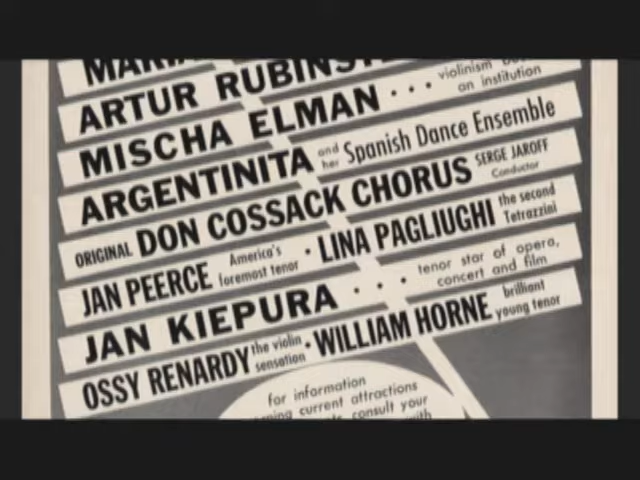 ARTUR RUBINST
MISCHA ELMAN ... violinism
an institution
ARGENTINITA and her Spanish Dance Ensemble
ORIGINAL DON COSSACK CHORUS SERGE JAROFF
Conductor
JAN PEERCE America's foremost tenor · LINA PAGLIUGHI the second Tetrazzini
JAN KIEPURA ... tenor star of opera,
concert and film
OSSY RENARDY the violin sensation · WILLIAM HORNE brilliant young tenor
for information
current attractions
consult your
with